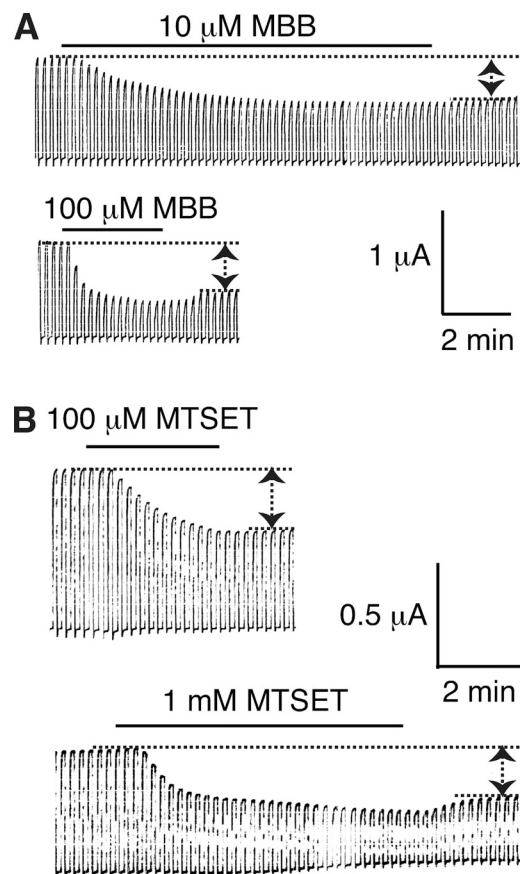 A
10 μM MBB
100 μM MBB
1 μA
2 min
B
100 μM MTSET
0.5 μA
2 min
1 mM MTSET